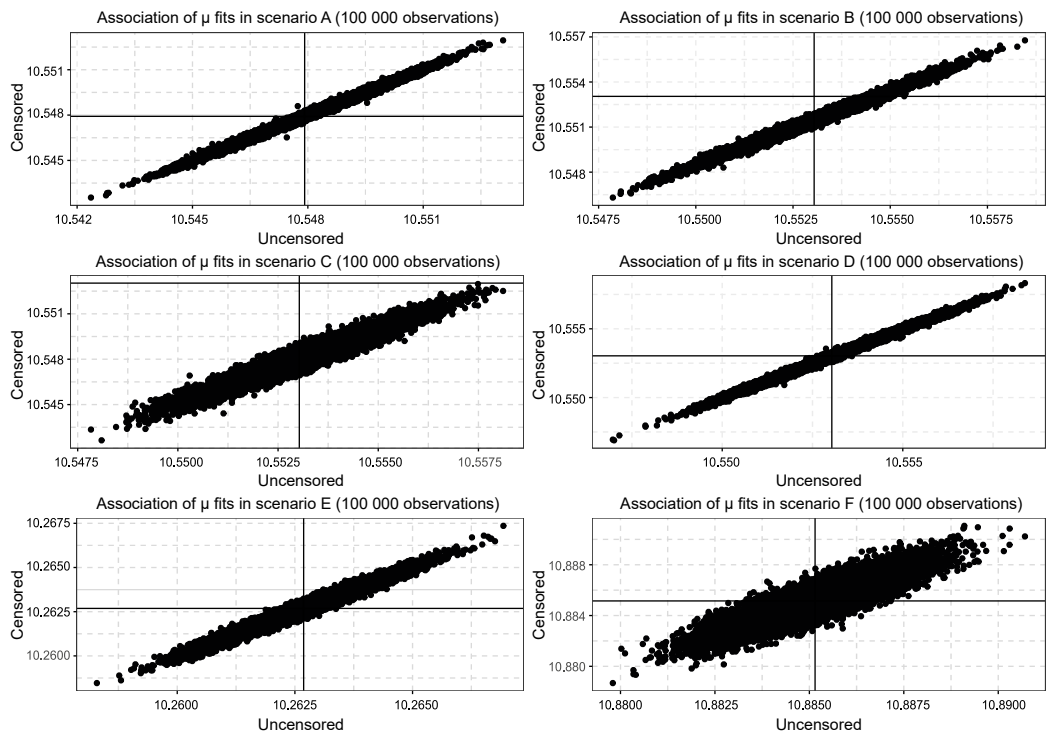 Association of μ fits in scenario A (100 000 observations)
Censored
10.551
10.548
10.545
10.542 10.545 10.548 10.551
Uncensored
Association of μ fits in scenario B (100 000 observations)
Censored
10.557
10.554
10.551
10.548
10.5475 10.5500 10.5525 10.5550 10.5575
Uncensored
Association of μ fits in scenario C (100 000 observations)
Censored
10.551
10.548
10.545
10.5475 10.5500 10.5525 10.5550 10.5575
Uncensored
Association of μ fits in scenario D (100 000 observations)
Censored
10.555
10.550
10.550 10.555
Uncensored
Association of μ fits in scenario E (100 000 observations)
Censored
10.2675
10.2650
10.2625
10.2600
10.2600 10.2625 10.2650
Uncensored
Association of μ fits in scenario F (100 000 observations)
Censored
10.888
10.884
10.880
10.8800 10.8825 10.8850 10.8875 10.8900
Uncensored